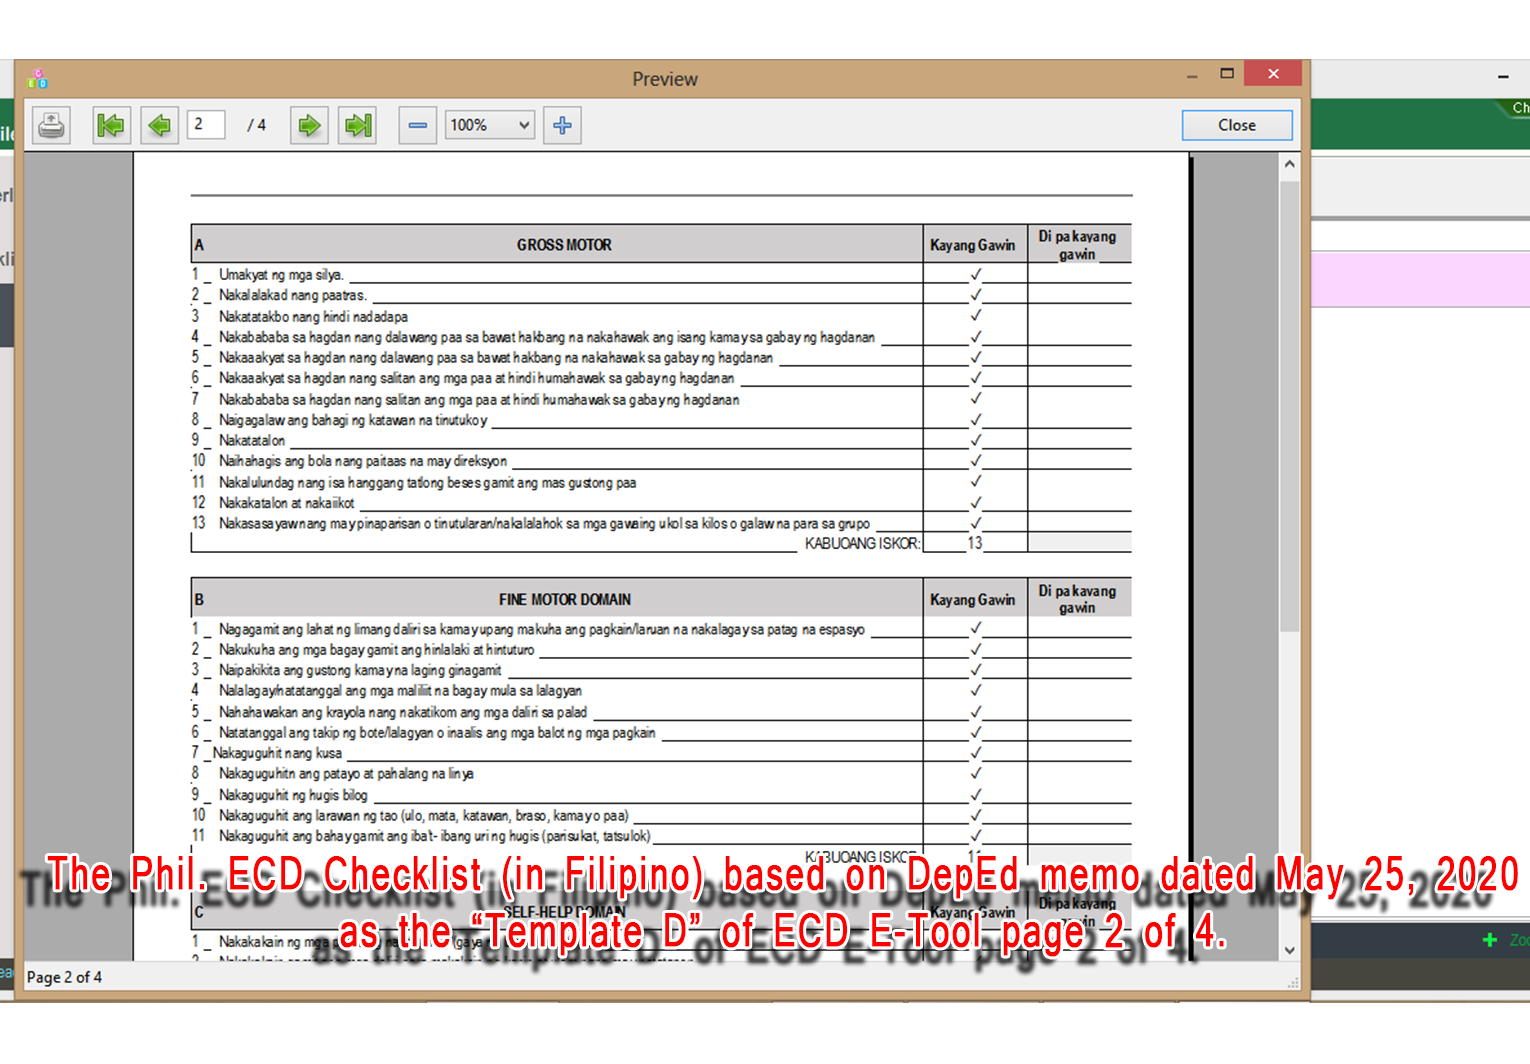 Preview
2 / 4 100% Close
Ch
A GROSS MOTOR Kayang Gawin Di pa kayang gawin
1 _ Umakyat ng mga silya. ✓
2 _ Nakalalakad nang paatras. ✓
3 Nakatatakbo nang hindi nadadapa ✓
4 _ Nakabababa sa hagdan nang dalawang paa sa bawat hakbang na nakahawak ang isang kamay sa gabay ng hagdanan ✓
5 _ Nakaaakyat sa hagdan nang dalawang paa sa bawat hakbang na nakahawak sa gabay ng hagdanan ✓
6 _ Nakaaakyat sa hagdan nang salitan ang mga paa at hindi humahawak sa gabay ng hagdanan ✓
7 Nakabababa sa hagdan nang salitan ang mga paa at hindi humahawak sa gabay ng hagdanan ✓
8 _ Naigagalaw ang bahagi ng katawan na tinutukoy ✓
9 _ Nakatatalon ✓
10 Naihahagis ang bola nang paitaas na may direksyon ✓
11 Nakalulundag nang isa hanggang tatlong beses gamit ang mas gustong paa ✓
12 Nakakatalon at nakaiikot ✓
13 Nakasasayaw nang may pinaparisan o tinutularan/nakalalahok sa mga gawaing ukol sa kilos o galaw na para sa grupo ✓
KABUOANG ISKOR: 13
B FINE MOTOR DOMAIN Kayang Gawin Di pa kayang gawin
1 _ Nagagamit ang lahat ng limang daliri sa kamay upang makuha ang pagkain/laruan na nakalagay sa patag na espasyo ✓
2 _ Nakukuha ang mga bagay gamit ang hinlalaki at hintuturo ✓
3 _ Naipakikita ang gustong kamay na laging ginagamit ✓
4 Nalalagay/natatanggal ang mga maliliit na bagay mula sa lalagyan ✓
5 _ Nahahawakan ang krayola nang nakatikom ang mga daliri sa palad ✓
6 _ Natatanggal ang takip ng bote/lalagyan o inaalis ang mga balot ng mga pagkain ✓
7 _Nakaguguhit nang kusa ✓
8 Nakaguguhitn ang patayo at pahalang na linya ✓
9 _ Nakaguguhit ng hugis bilog ✓
10 Nakaguguhit ang larawan ng tao (ulo, mata, katawan, braso, kamay o paa) ✓
11 Nakaguguhit ang bahay gamit ang iba't- ibang uri ng hugis (parisukat, tatsulok) ✓
KABUOANG ISKOR 11
The Phil. ECD Checklist (in Filipino) based on DepEd memo dated May 25, 2020
C SELF-HELP DOMAIN Kayang Gawin Di pa kayang
as the “Template D” of ECD E-Tool page 2 of 4.
1 _ Nakakakain ng mga
Page 2 of 4